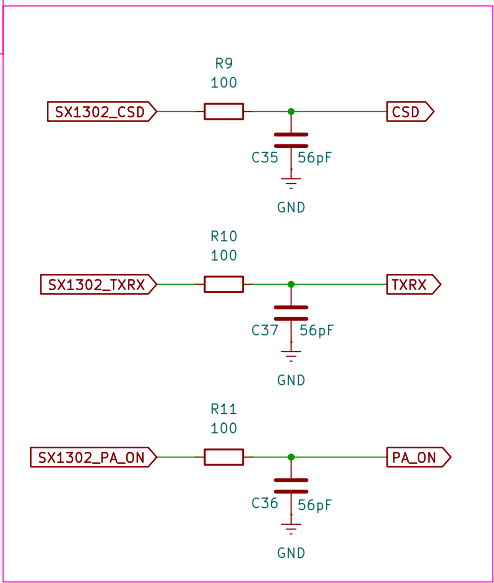 R9
100
SX1302_CSD
CSD
C35 56pF
GND
R10
100
SX1302_TXRX
TXRX
C37 56pF
GND
R11
100
SX1302_PA_ON
PA_ON
C36 56pF
GND